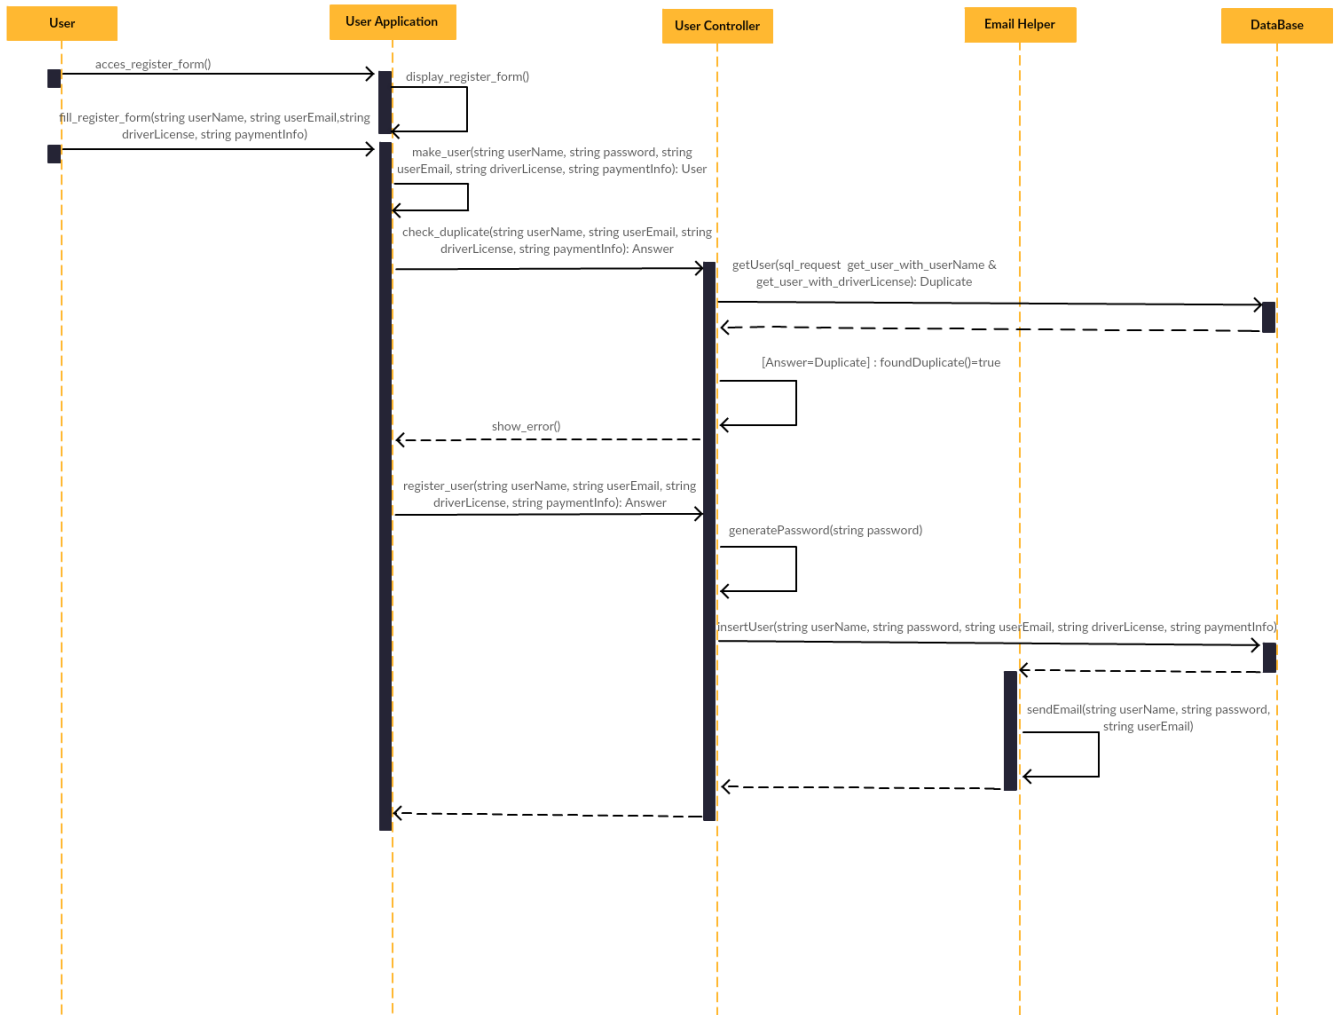 User
User Application
User Controller
Email Helper
DataBase
acces_register_form()
display_register_form()
fill_register_form(string userName, string userEmail,string
driverLicense, string paymentInfo)
make_user(string userName, string password, string
userEmail, string driverLicense, string paymentInfo): User
check_duplicate(string userName, string userEmail, string
driverLicense, string paymentInfo): Answer
getUser(sql_request  get_user_with_userName &
get_user_with_driverLicense): Duplicate
[Answer=Duplicate] : foundDuplicate()=true
show_error()
register_user(string userName, string userEmail, string
driverLicense, string paymentInfo): Answer
generatePassword(string password)
insertUser(string userName, string password, string userEmail, string driverLicense, string paymentInfo)
sendEmail(string userName, string password,
string userEmail)